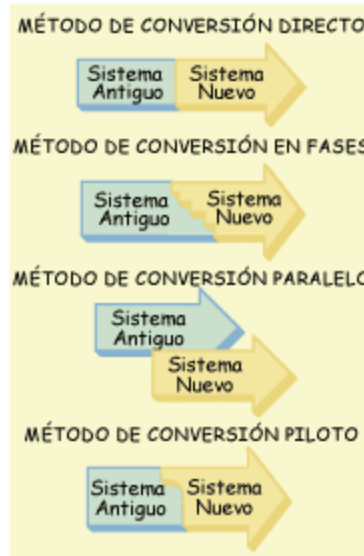 MÉTODO DE CONVERSIÓN DIRECTO
Sistema Sistema
Antiguo Nuevo
MÉTODO DE CONVERSIÓN EN FASES
Sistema Sistema
Antiguo Nuevo
MÉTODO DE CONVERSIÓN PARALELO
Sistema
Antiguo
Sistema
Nuevo
MÉTODO DE CONVERSIÓN PILOTO
Sistema Sistema
Antiguo Nuevo